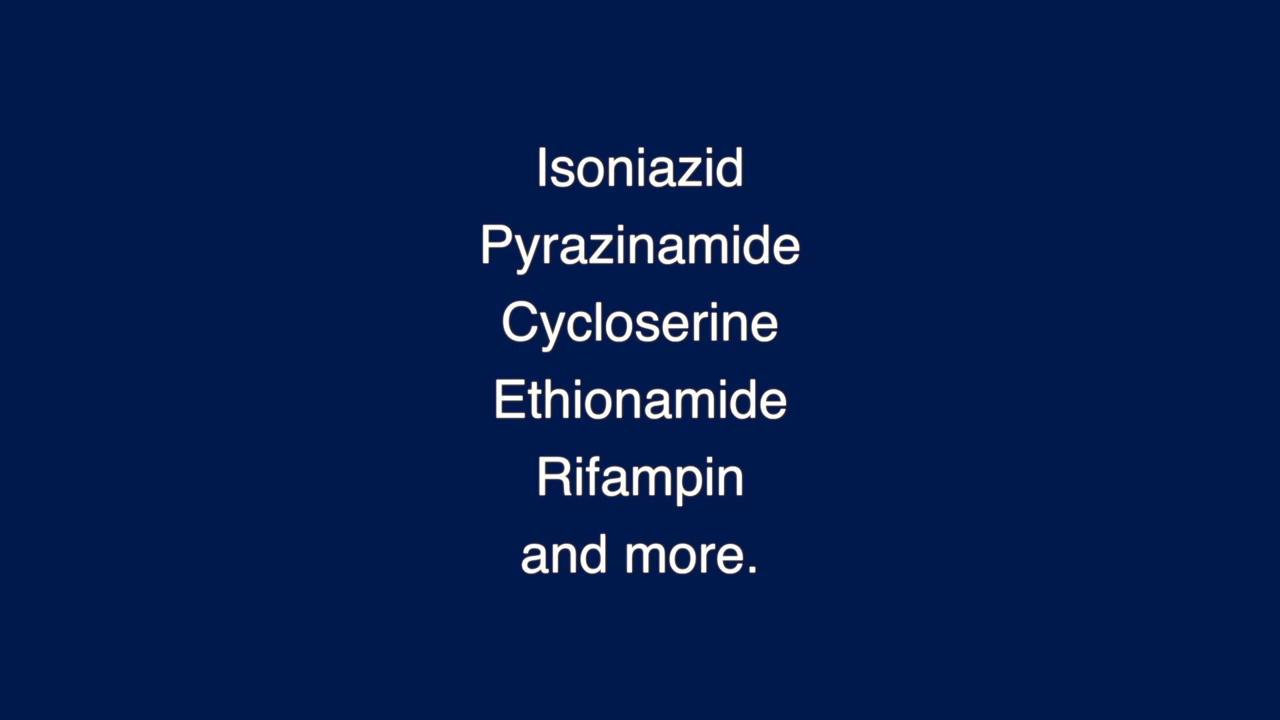 Isoniazid
Pyrazinamide
Cycloserine
Ethionamide
Rifampin
and more.